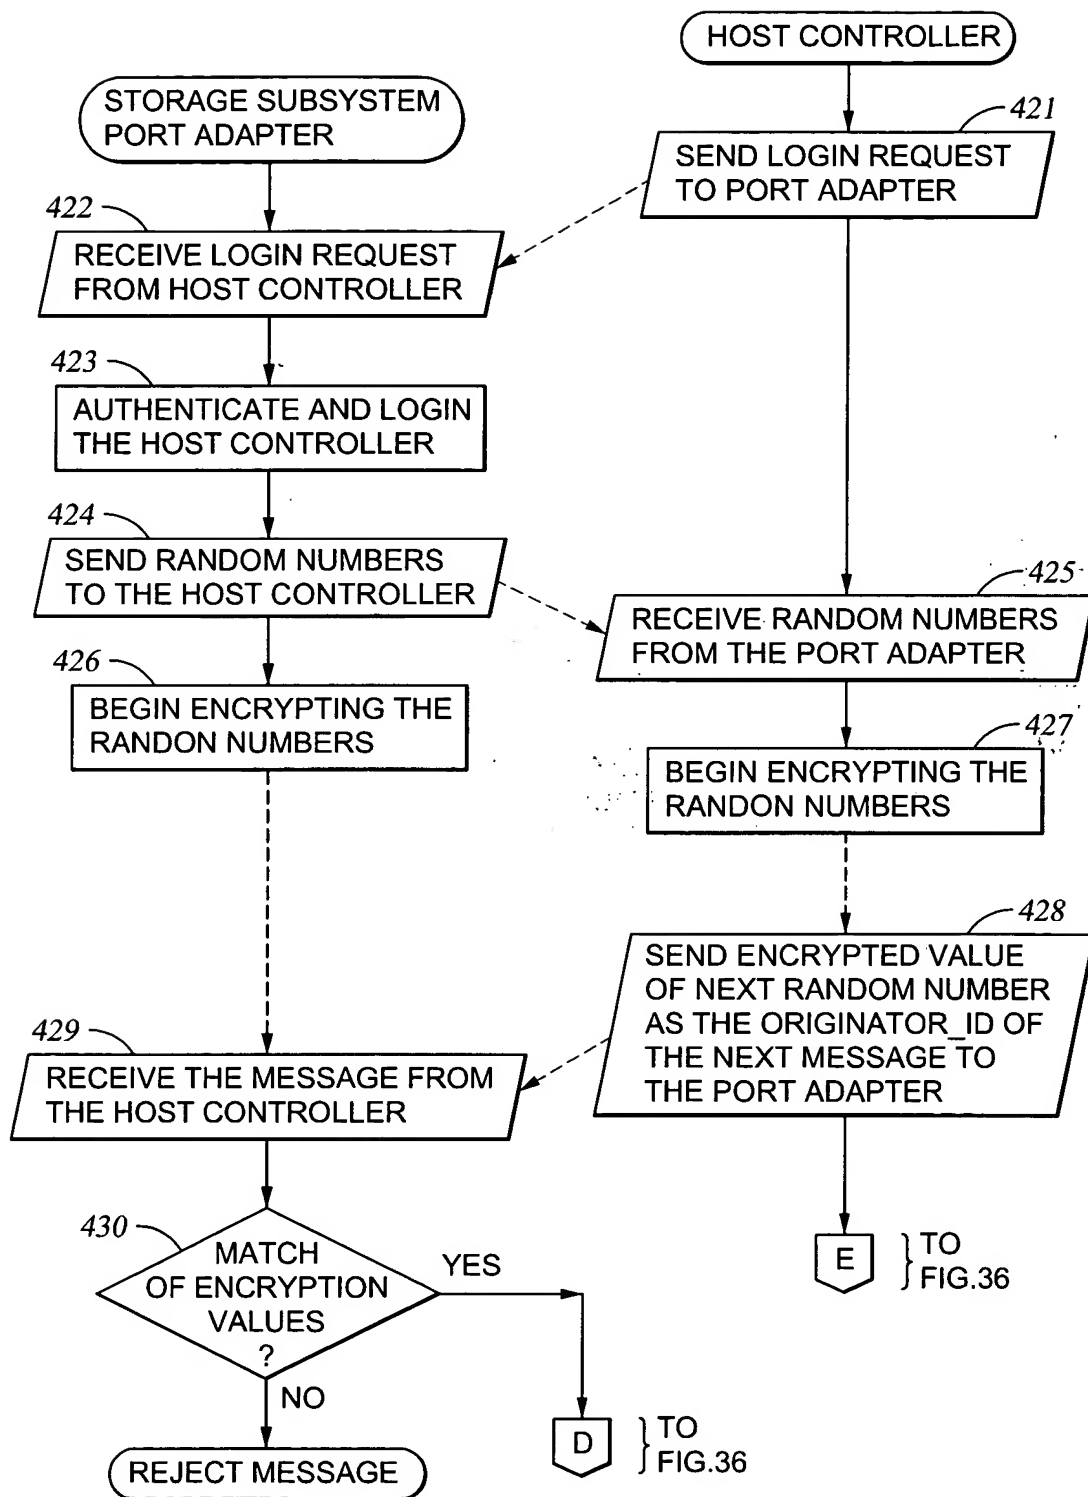 HOST CONTROLLER
STORAGE SUBSYSTEM
PORT ADAPTER
421
SEND LOGIN REQUEST
TO PORT ADAPTER
422
RECEIVE LOGIN REQUEST
FROM HOST CONTROLLER
423
AUTHENTICATE AND LOGIN
THE HOST CONTROLLER
424
SEND RANDOM NUMBERS
TO THE HOST CONTROLLER
425
RECEIVE RANDOM NUMBERS
FROM THE PORT ADAPTER
426
BEGIN ENCRYPTING THE
RANDON NUMBERS
427
BEGIN ENCRYPTING THE
RANDON NUMBERS
428
SEND ENCRYPTED VALUE
OF NEXT RANDOM NUMBER
AS THE ORIGINATOR_ID OF
THE NEXT MESSAGE TO
THE PORT ADAPTER
429
RECEIVE THE MESSAGE FROM
THE HOST CONTROLLER
430
MATCH
OF ENCRYPTION
VALUES
?
YES
NO
E
TO
FIG.36
D
TO
FIG.36
REJECT MESSAGE